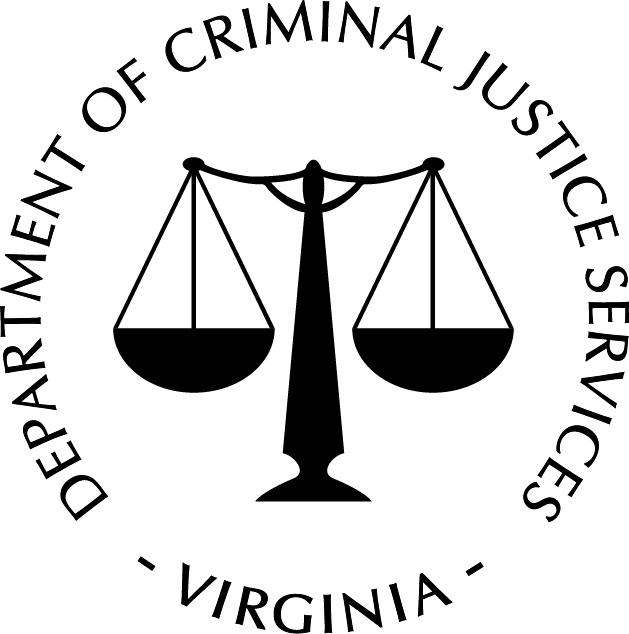 DEPARTMENT OF CRIMINAL JUSTICE SERVICES
- VIRGINIA -